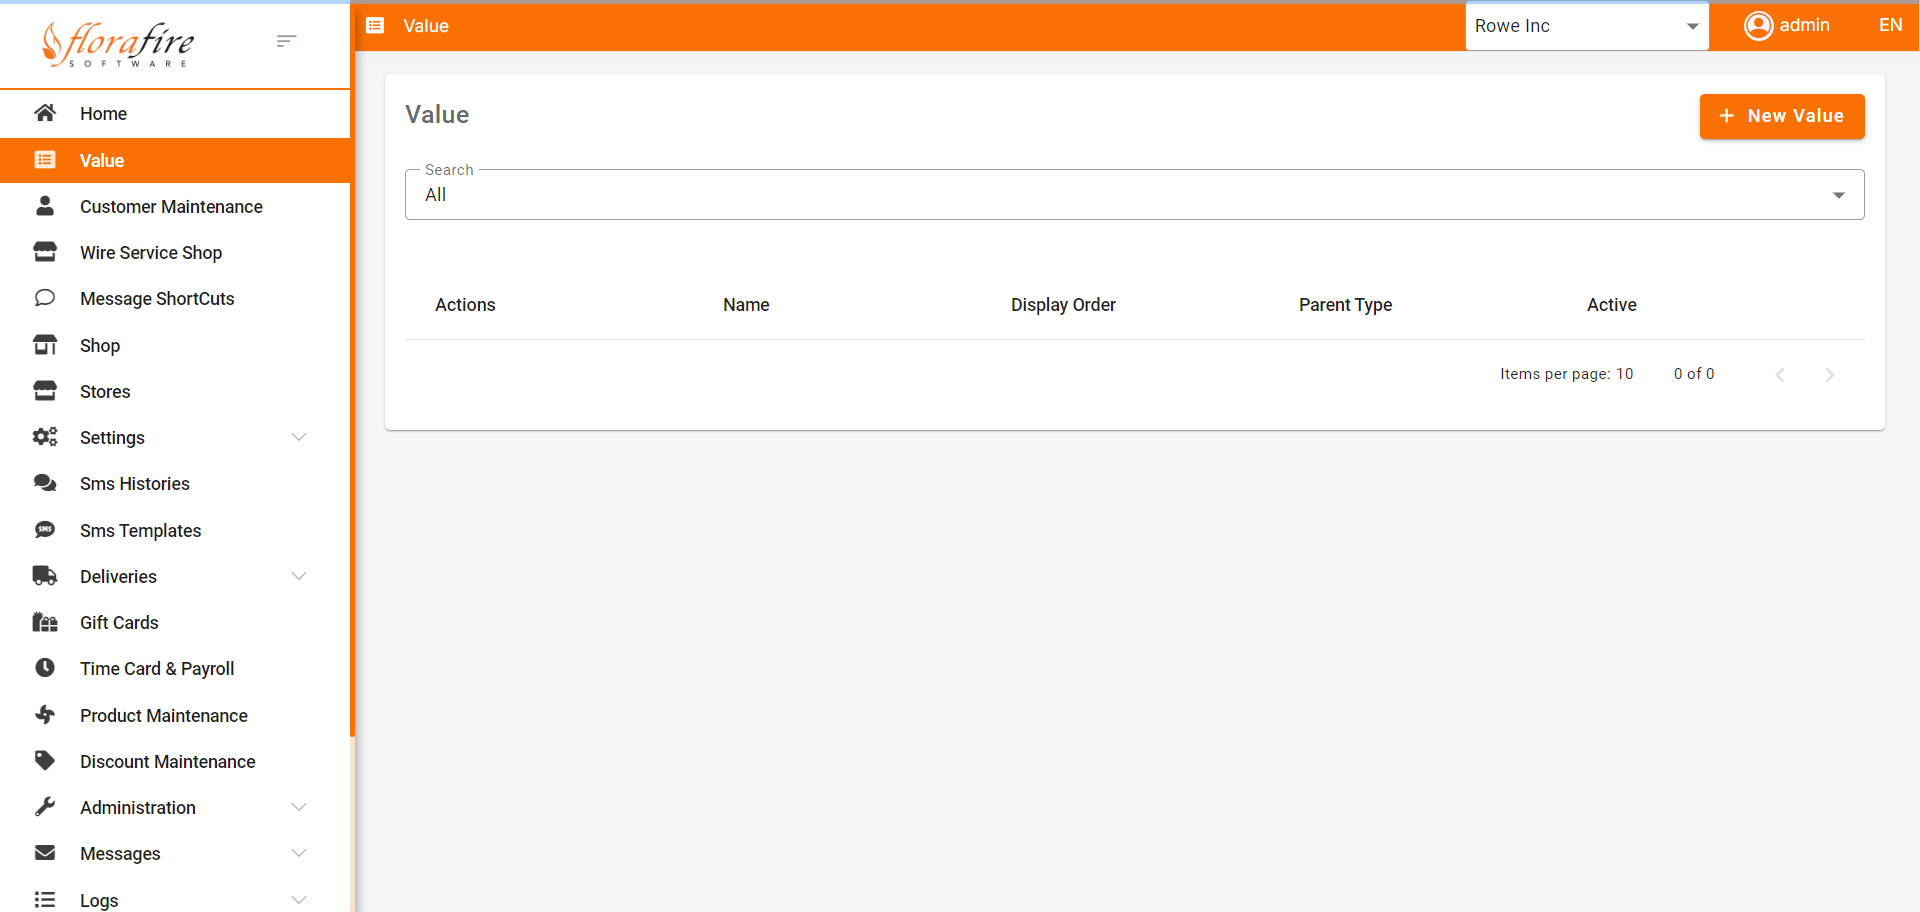 florafire
SOFTWARE
Value
Rowe Inc
admin
EN
Home
Value
Customer Maintenance
Wire Service Shop
Message ShortCuts
Shop
Stores
Settings
Sms Histories
SMS
Sms Templates
Deliveries
Gift Cards
Time Card & Payroll
Product Maintenance
Discount Maintenance
Administration
Messages
Logs
Value
+ New Value
Search
All
Actions Name Display Order Parent Type Active
Items per page: 10 0 of 0